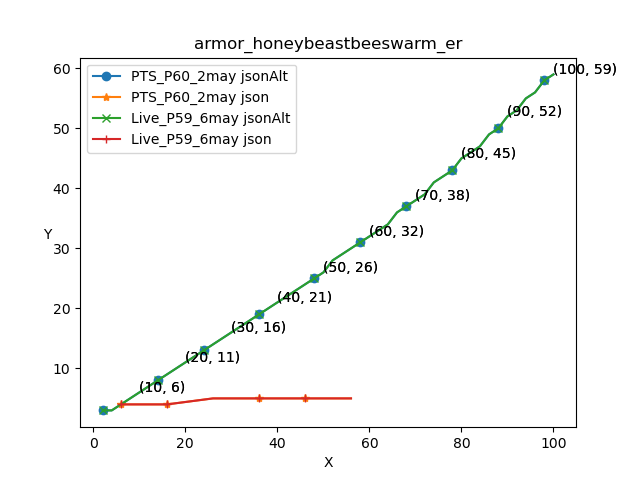 armor_honeybeastbeeswarm_er
PTS_P60_2may jsonAlt
PTS_P60_2may json
Live_P59_6may jsonAlt
Live_P59_6may json
(100, 59)
(90, 52)
(80, 45)
(70, 38)
(60, 32)
(50, 26)
(40, 21)
(30, 16)
(20, 11)
(10, 6)
60
50
40
30
20
10
Y
0 20 40 60 80 100
X